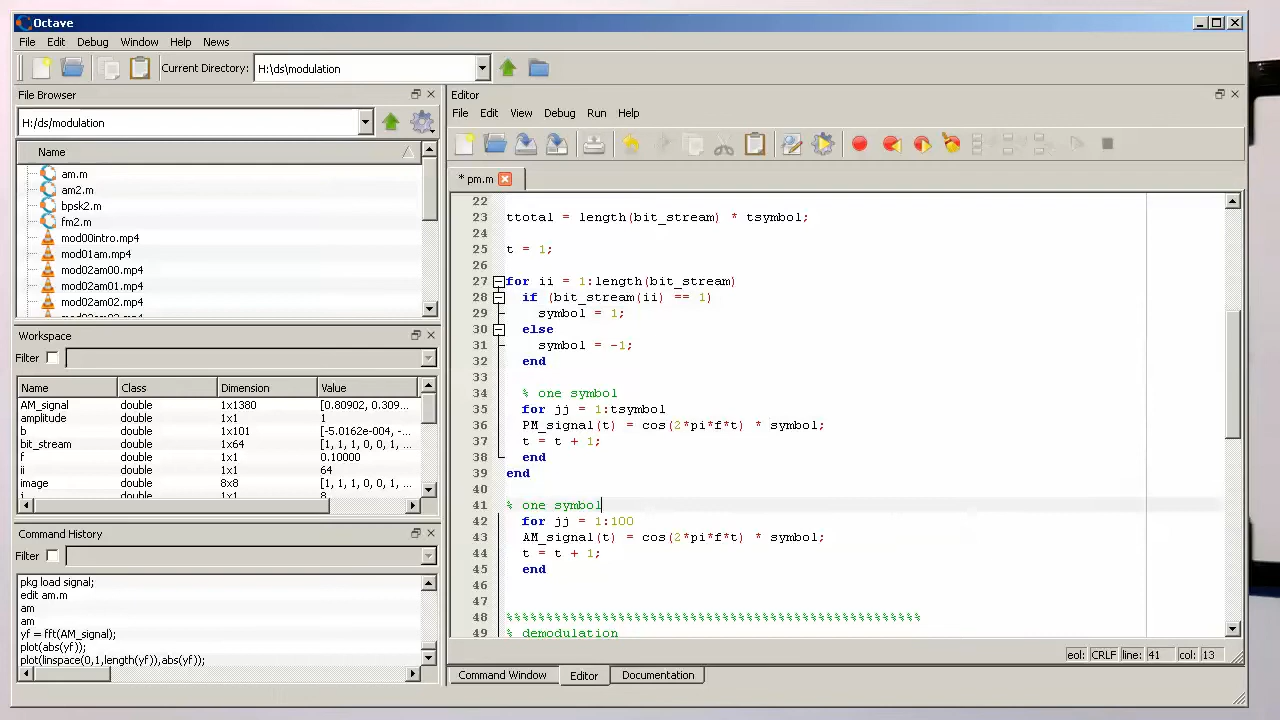 Octave
File Edit Debug Window Help News
Current Directory: H:\ds\modulation
File Browser
H:/ds/modulation
Name
am.m
am2.m
bpsk2.m
fm2.m
mod00intro.mp4
mod01am.mp4
mod02am00.mp4
mod02am01.mp4
mod02am02.mp4
Workspace
Filter
Name Class Dimension Value
AM_signal double 1x1380 [0.80902, 0.309...
amplitude double 1x1 1
b double 1x101 [-5.0162e-004, -...
bit_stream double 1x64 [1, 1, 1, 0, 0, 1, ...
f double 1x1 0.10000
ii double 1x1 64
image double 8x8 [1, 1, 1, 0, 0, 1, ...
double 1x1 8
Command History
Filter
pkg load signal;
edit am.m
am
am
yf = fft(AM_signal);
plot(abs(yf));
plot(linspace(0,1,length(yf)),abs(yf));
Editor
File Edit View Debug Run Help
* pm.m
22
23 ttotal = length(bit_stream) * tsymbol;
24
25 t = 1;
26
27 for ii = 1:length(bit_stream)
28 if (bit_stream(ii) == 1)
29 symbol = 1;
30 else
31 symbol = -1;
32 end
33
34 % one symbol
35 for jj = 1:tsymbol
36 PM_signal(t) = cos(2*pi*f*t) * symbol;
37 t = t + 1;
38 end
39 end
40
41 % one symbol
42 for jj = 1:100
43 AM_signal(t) = cos(2*pi*f*t) * symbol;
44 t = t + 1;
45 end
46
47
48 %%%%%%%%%%%%%%%%%%%%%%%%%%%%%%%%%%%%%%%%%%%%%%%%%%%%
49 % demodulation
eol: CRLF line: 41 col: 13
Command Window Editor Documentation